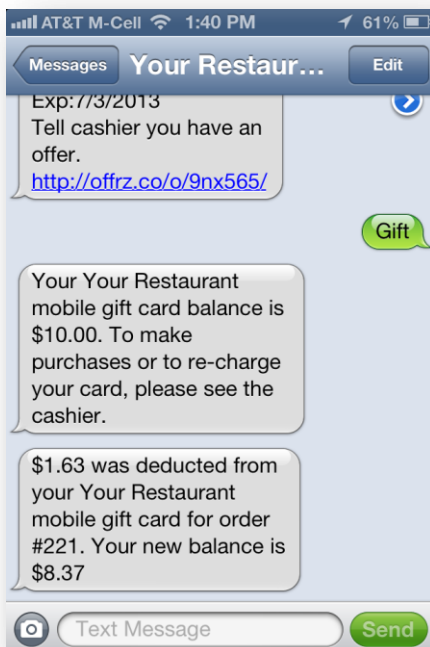 AT&T M-Cell 1:40 PM 61%
Messages Your Restaur... Edit
Exp:7/3/2013
Tell cashier you have an
offer.
http://offrz.co/o/9nx565/
Gift
Your Your Restaurant
mobile gift card balance is
$10.00. To make
purchases or to re-charge
your card, please see the
cashier.
$1.63 was deducted from
your Your Restaurant
mobile gift card for order
#221. Your new balance is
$8.37
Text Message Send